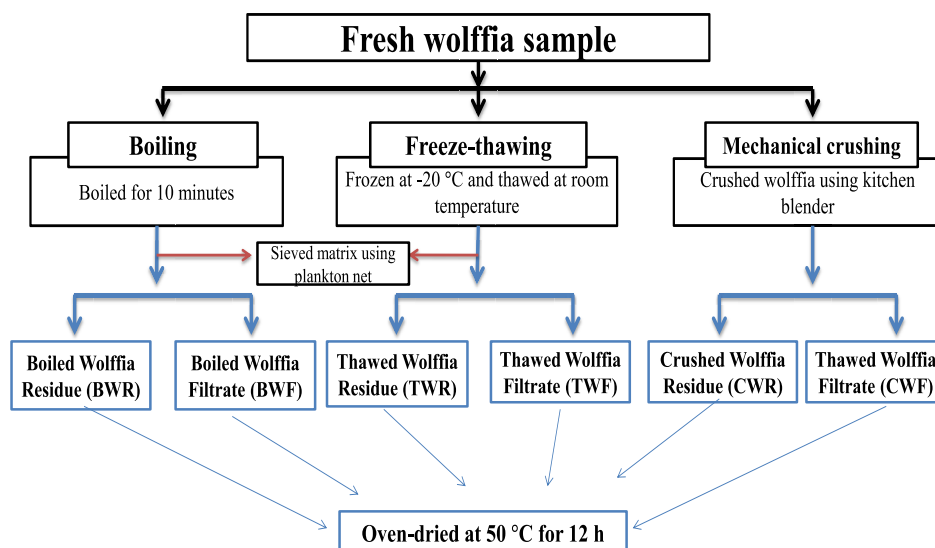 Fresh wolffia sample
Boiling
Boiled for 10 minutes
Freeze-thawing
Frozen at -20 °C and thawed at room
temperature
Mechanical crushing
Crushed wolffia using kitchen
blender
Sieved matrix using
plankton net
Boiled Wolffia
Residue (BWR)
Boiled Wolffia
Filtrate (BWF)
Thawed Wolffia
Residue (TWR)
Thawed Wolffia
Filtrate (TWF)
Crushed Wolffia
Residue (CWR)
Thawed Wolffia
Filtrate (CWF)
Oven-dried at 50 °C for 12 h